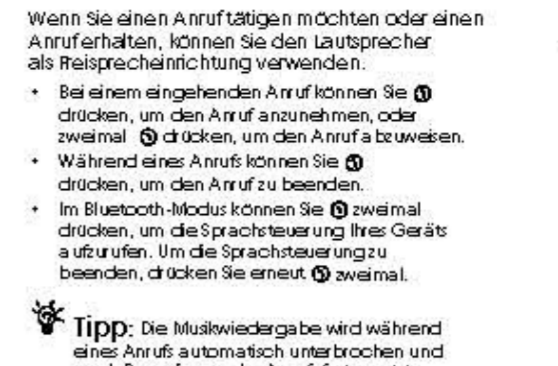 Wenn Sie einen Anruf tätigen möchten oder einen
Anruf erhalten, können Sie den Lautsprecher
als Freisprecheinrichtung verwenden.
• Bei einem eingehenden Anruf können Sie
drücken, um den Anruf anzunehmen, oder
zweimal drücken, um den Anruf abzuweisen.
• Während eines Anrufs können Sie
drücken, um den Anruf zu beenden.
• Im Bluetooth-Modus können Sie zweimal
drücken, um die Sprachsteuerung Ihres Geräts
aufzurufen. Um die Sprachsteuerung zu
beenden, drücken Sie erneut zweimal.
Tipp: Die Musikwiedergabe wird während
eines Anrufs automatisch unterbrochen und